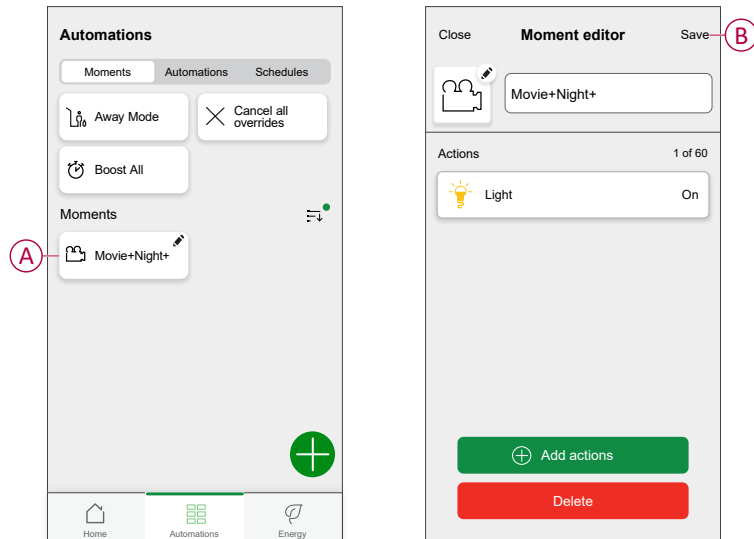 Automations
Moments Automations Schedules
Away Mode
Cancel all
overrides
Boost All
Moments
A
Movie+Night+
Home Automations Energy
Close Moment editor Save
B
Movie+Night+
Actions 1 of 60
Light On
Add actions
Delete